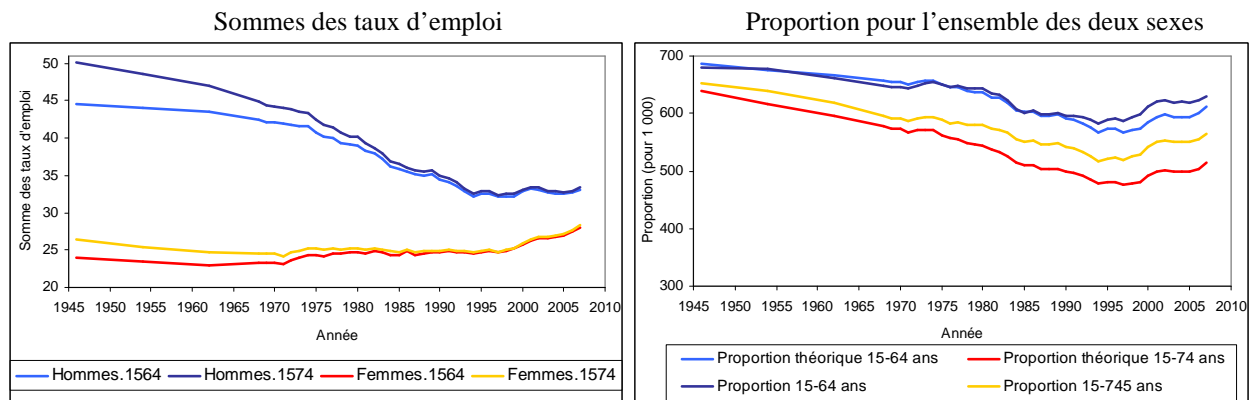 Sommes des taux d'emploi
Somme des taux d'emploi
50
45
40
35
30
25
20
1945 1950 1955 1960 1965 1970 1975 1980 1985 1990 1995 2000 2005 2010
Année
Hommes.1564 Hommes.1574 Femmes.1564 Femmes.1574
Proportion pour l'ensemble des deux sexes
Proportion (pour 1 000)
700
600
500
400
300
1945 1950 1955 1960 1965 1970 1975 1980 1985 1990 1995 2000 2005 2010
Année
Proportion théorique 15-64 ans Proportion théorique 15-74 ans
Proportion 15-64 ans Proportion 15-745 ans